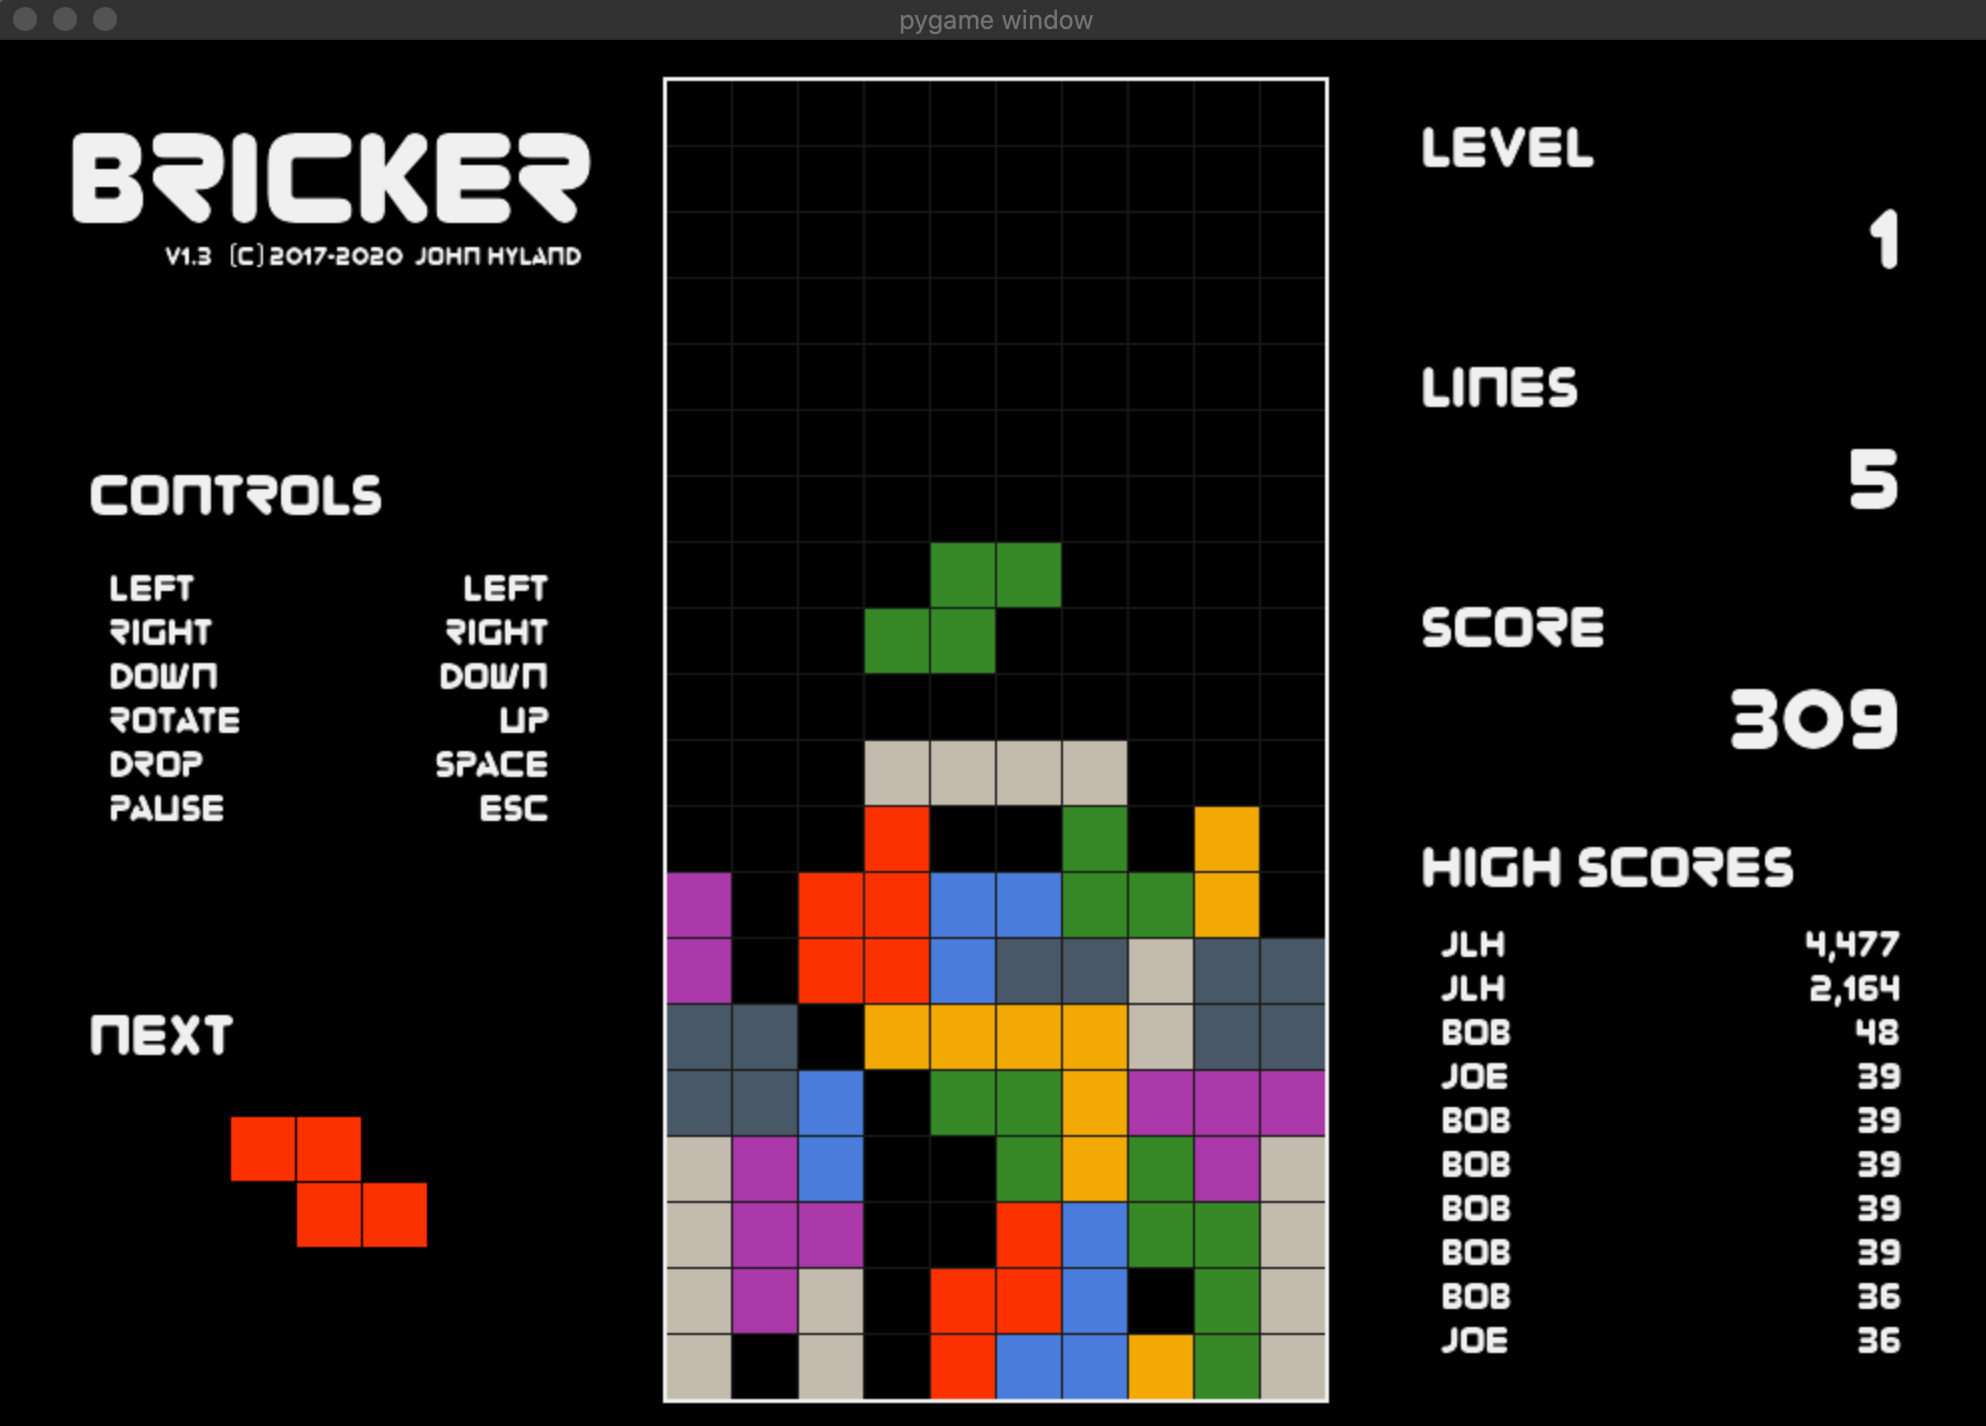 pygame window
BRICKER
V1.3 (C) 2017-2020 JOHN HYLAND
CONTROLS
LEFT LEFT
RIGHT RIGHT
DOWN DOWN
ROTATE UP
DROP SPACE
PAUSE ESC
NEXT
LEVEL
1
LINES
5
SCORE
309
HIGH SCORES
JLH 4,477
JLH 2,164
BOB 48
JOE 39
BOB 39
BOB 39
BOB 39
BOB 39
BOB 36
JOE 36